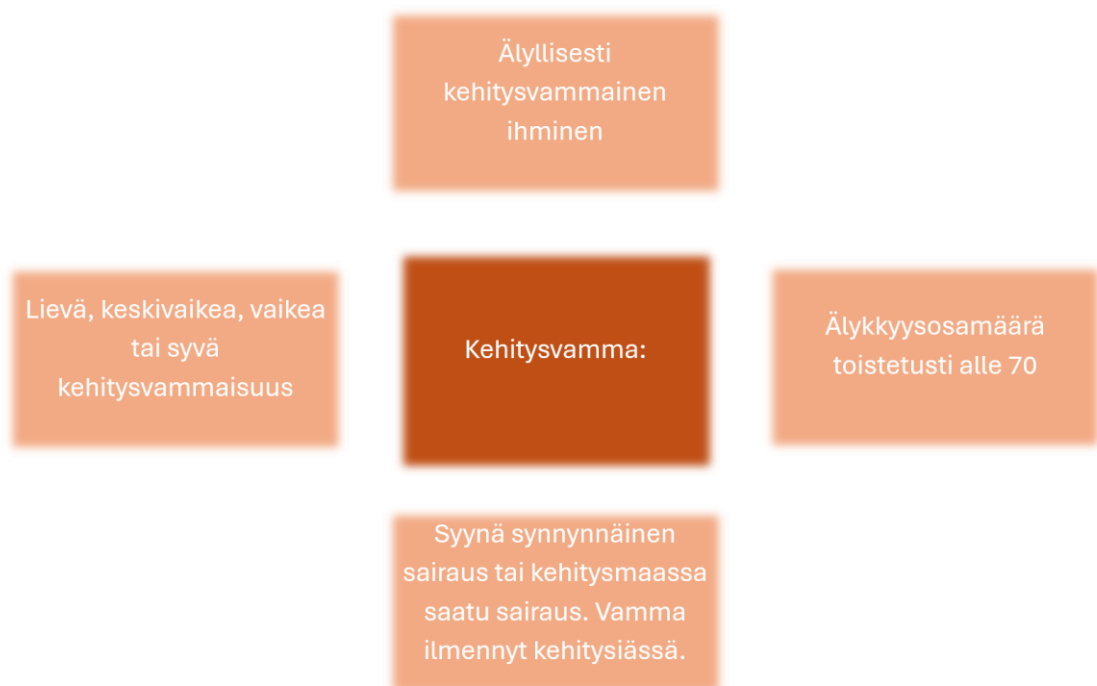 Älyllisesti
kehitysvammainen
ihminen
Lievä, keskivaikea, vaikea
tai syvä
kehitysvammaisuus
Kehitysvamma:
Älykkyysosamäärä
toistetusti alle 70
Syynä synnynnäinen
sairaus tai kehitysmaassa
saatu sairaus. Vamma
ilmennyt kehitysiässä.